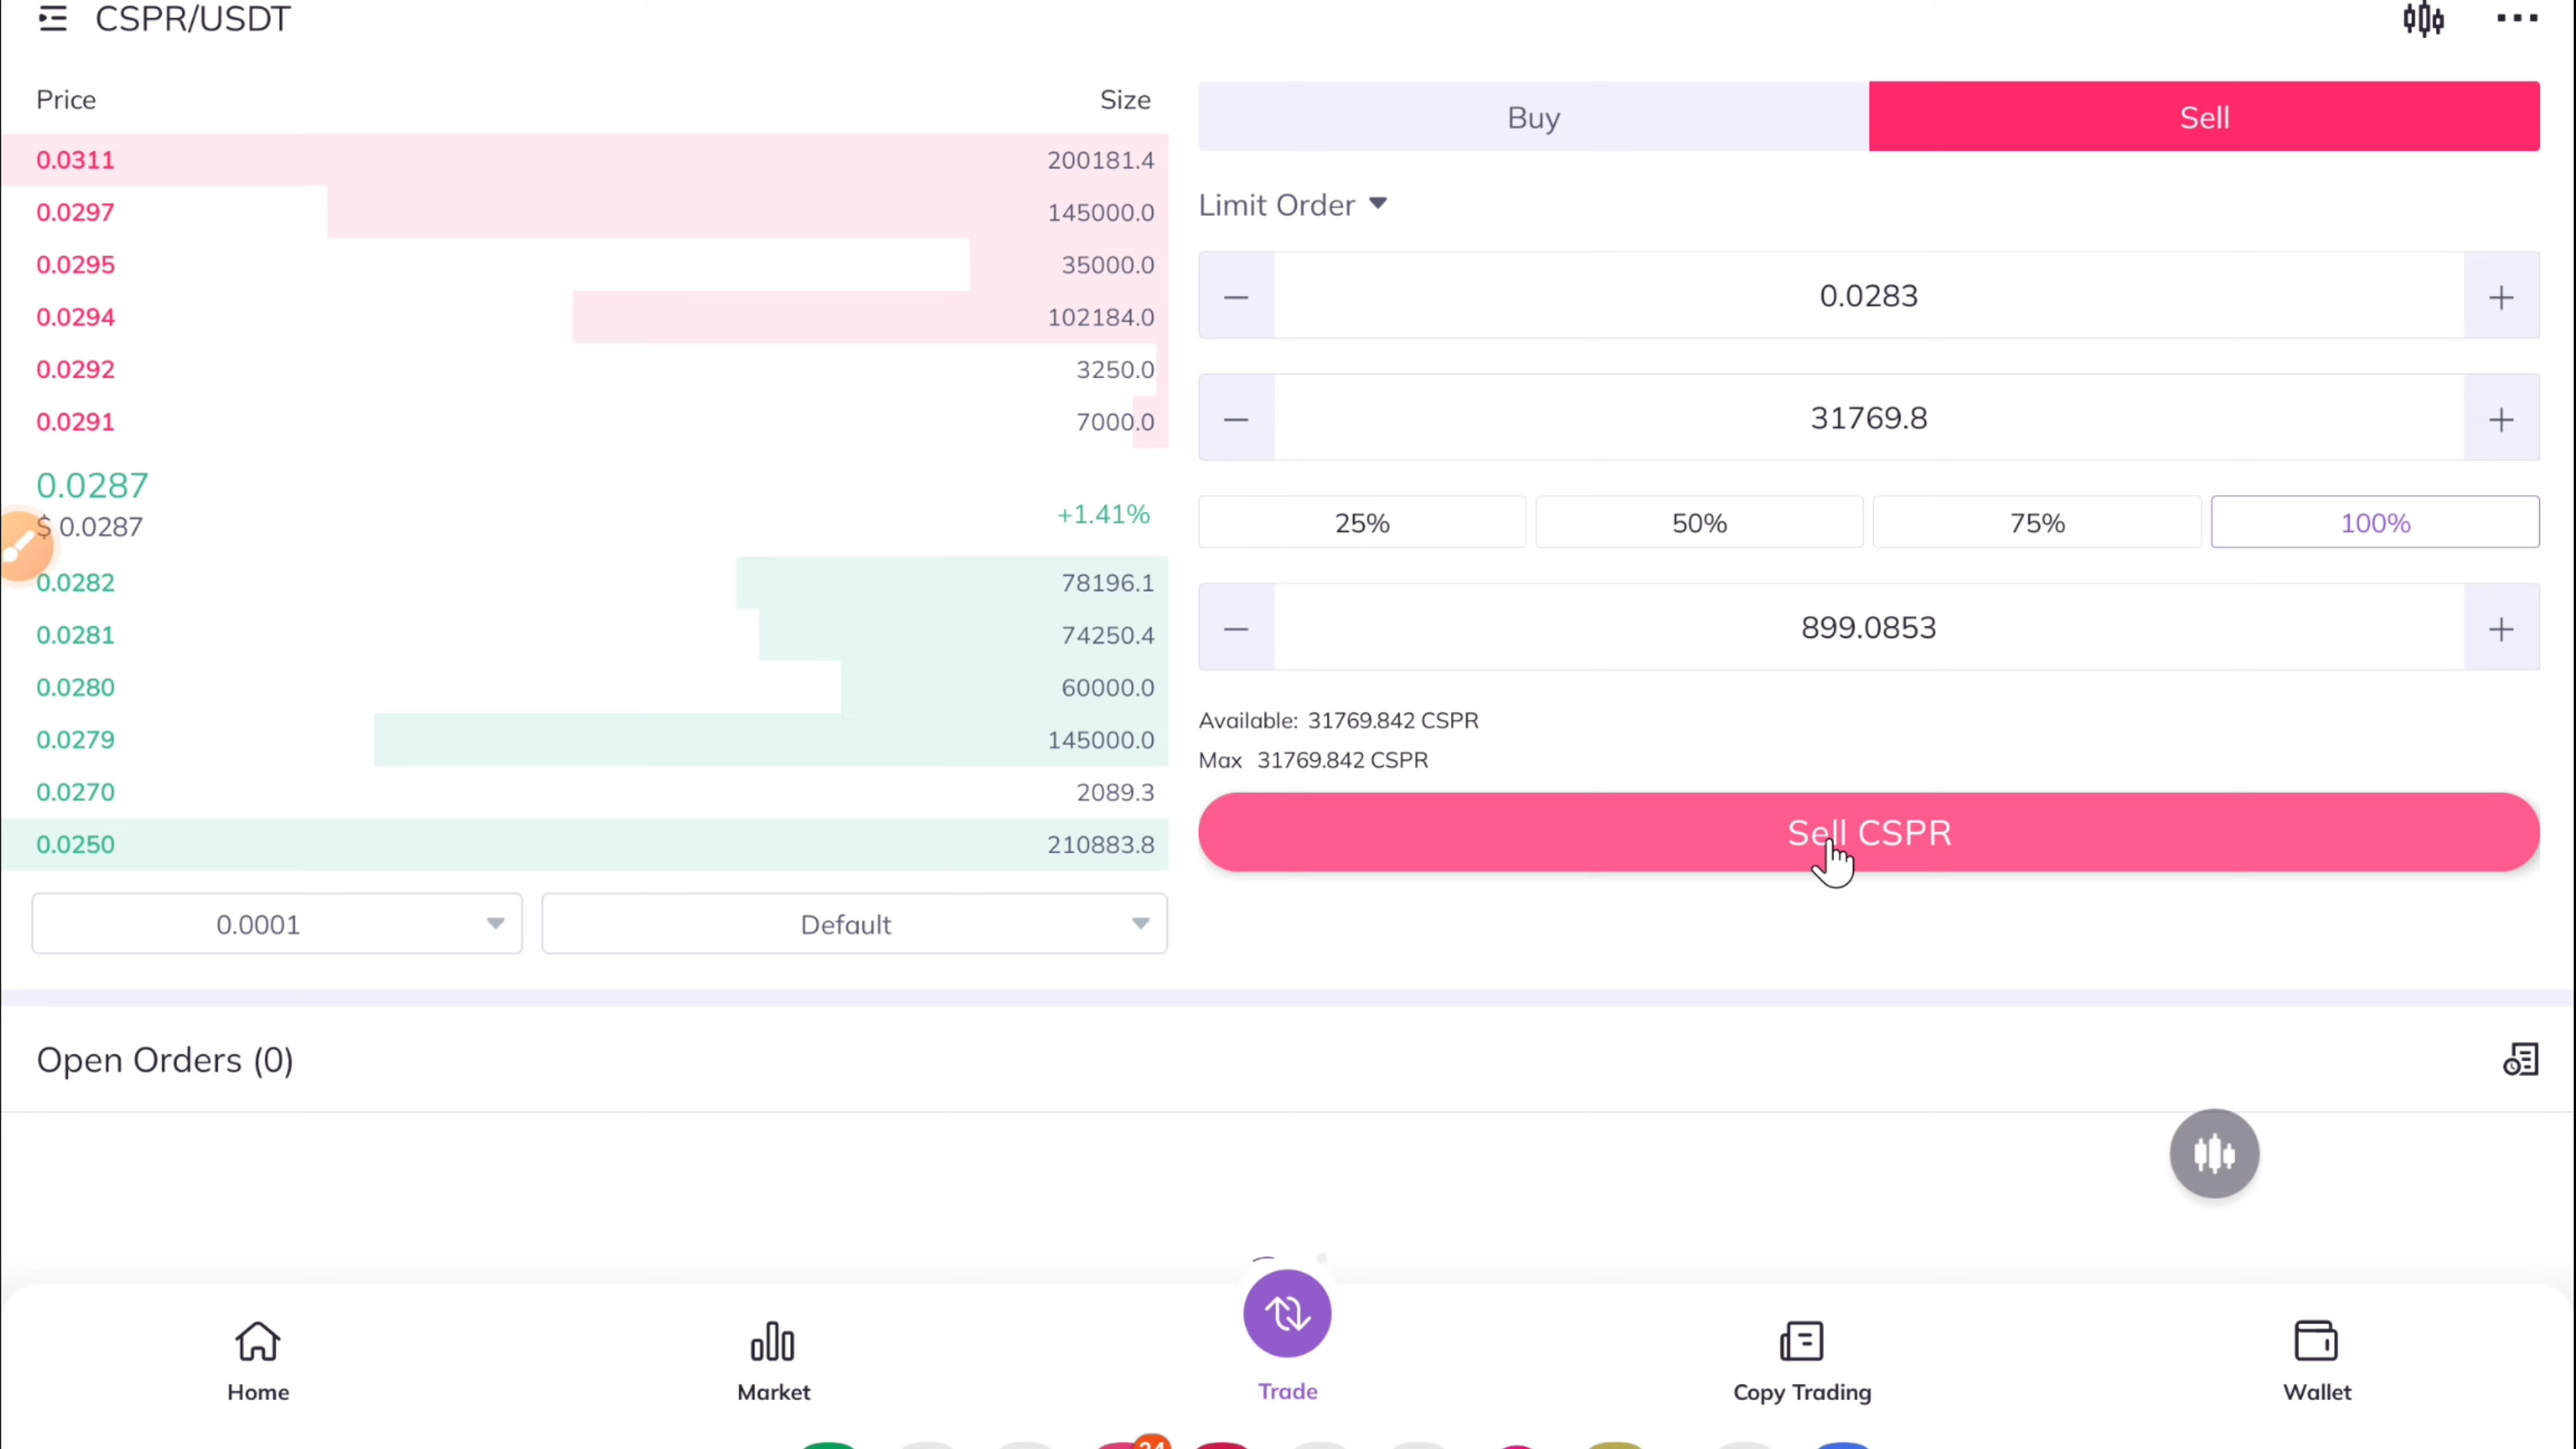 CSPR/USDT
Price Size
0.0311 200181.4
0.0297 145000.0
0.0295 35000.0
0.0294 102184.0
0.0292 3250.0
0.0291 7000.0
0.0287
$ 0.0287 +1.41%
0.0282 78196.1
0.0281 74250.4
0.0280 60000.0
0.0279 145000.0
0.0270 2089.3
0.0250 210883.8
0.0001 Default
Buy Sell
Limit Order
0.0283
31769.8
25% 50% 75% 100%
899.0853
Available: 31769.842 CSPR
Max 31769.842 CSPR
Sell CSPR
Open Orders (0)
Home Market Trade Copy Trading Wallet